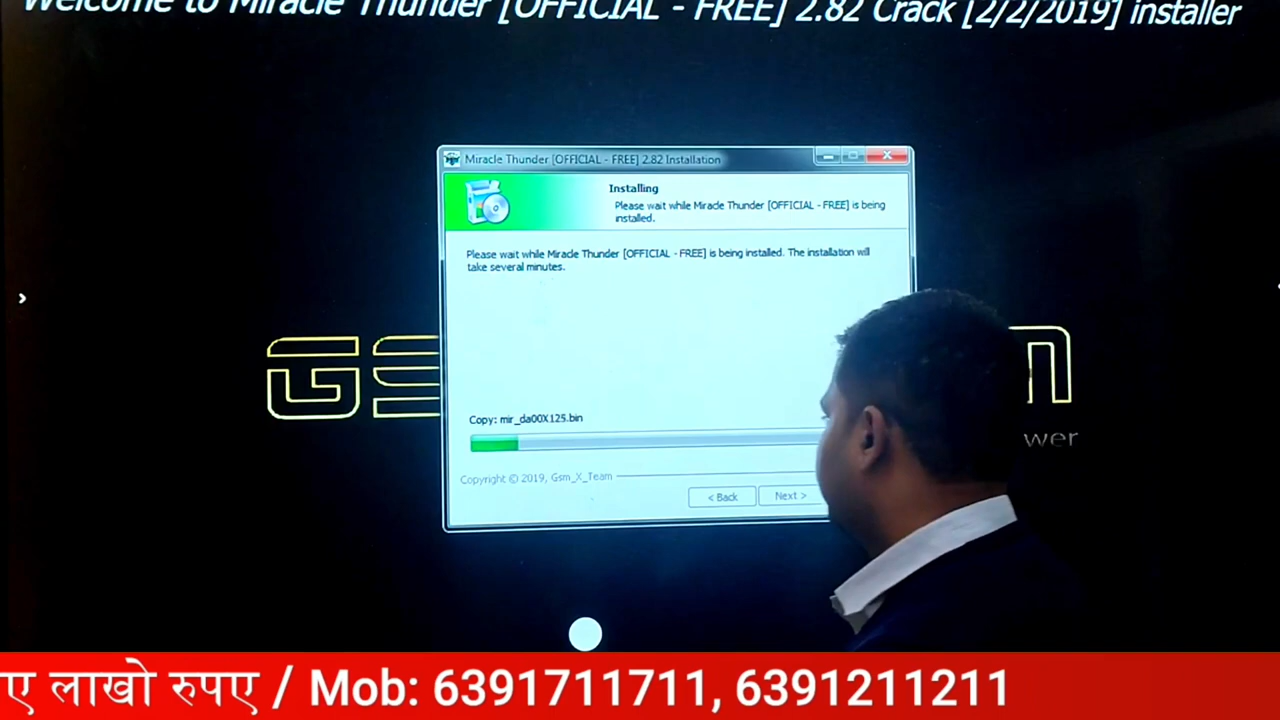 Welcome to Miracle Thunder [OFFICIAL - FREE] 2.82 Crack [2/2/2019] installer
Miracle Thunder [OFFICIAL - FREE] 2.82 Installation
Installing
Please wait while Miracle Thunder [OFFICIAL - FREE] is being
installed.
Please wait while Miracle Thunder [OFFICIAL - FREE] is being installed. The installation will
take several minutes.
Copy: mir_da00X125.bin
Copyright © 2019, Gsm_X_Team
< Back
Next >
ए लाखो रुपए / Mob: 6391711711, 6391211211